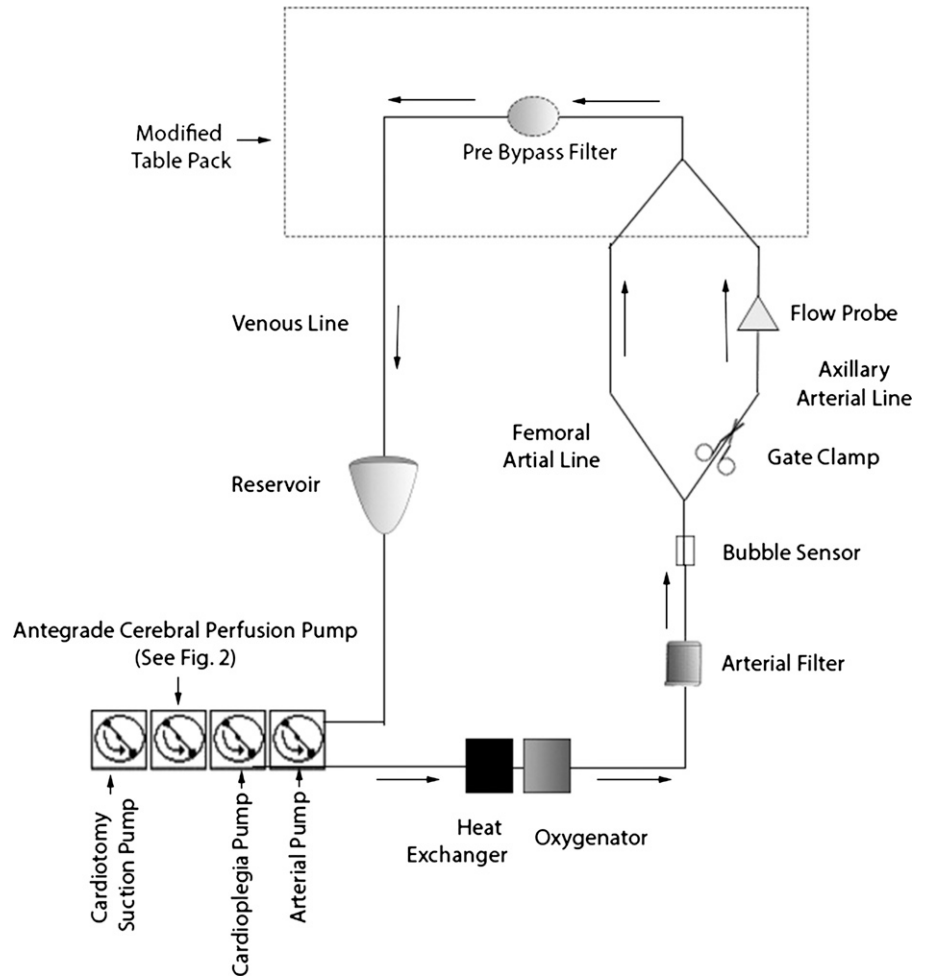 Modified
Table Pack
Pre Bypass Filter
Venous Line
Flow Probe
Axillary
Arterial Line
Femoral
Artial Line
Gate Clamp
Reservoir
Bubble Sensor
Antegrade Cerebral Perfusion Pump
(See Fig. 2)
Arterial Filter
Cardiotomy
Suction Pump
Cardioplegia Pump
Arterial Pump
Heat
Exchanger
Oxygenator